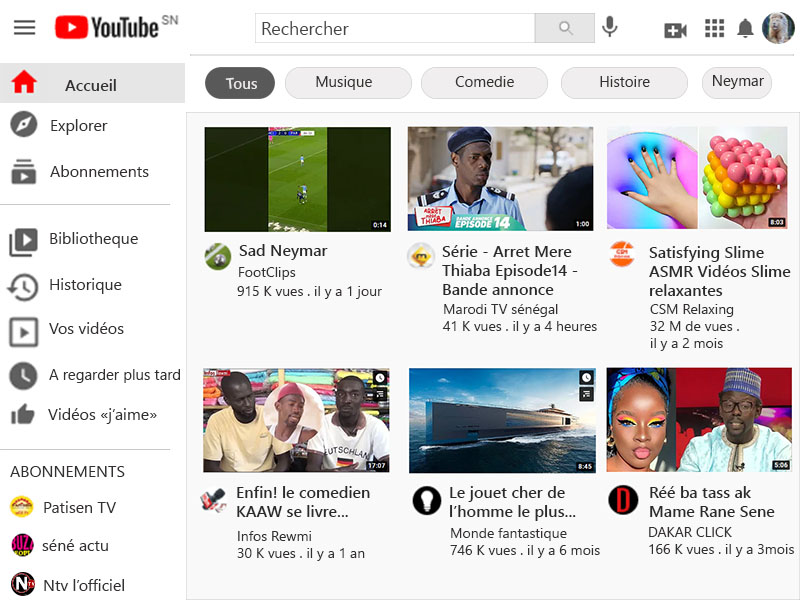 YouTube SN
Rechercher
Accueil
Explorer
Abonnements
Bibliotheque
Historique
Vos vidéos
A regarder plus tard
Vidéos «j’aime»
ABONNEMENTS
Patisen TV
séné actu
Ntv l’officiel
Tous
Musique
Comedie
Histoire
Neymar
0:14
Sad Neymar
FootClips
915 K vues . il y a 1 jour
ARRÊT
MERE
THIABA
BANDE ANNONCE
EPISODE 14
1:00
Série - Arret Mere
Thiaba Episode14 -
Bande annonce
Marodi TV sénégal
41 K vues . il y a 4 heures
8:03
CSM
Satisfying Slime
ASMR Vidéos Slime
relaxantes
CSM Relaxing
32 M de vues .
il y a 2 mois
DEUTSCHLAND
17:07
Enfin! le comedien
KAAW se livre...
Infos Rewmi
30 K vues . il y a 1 an
8:45
Le jouet cher de
l’homme le plus...
Monde fantastique
746 K vues . il y a 6 mois
5:06
D
Réé ba tass ak
Mame Rane Sene
DAKAR CLICK
166 K vues . il y a 3mois